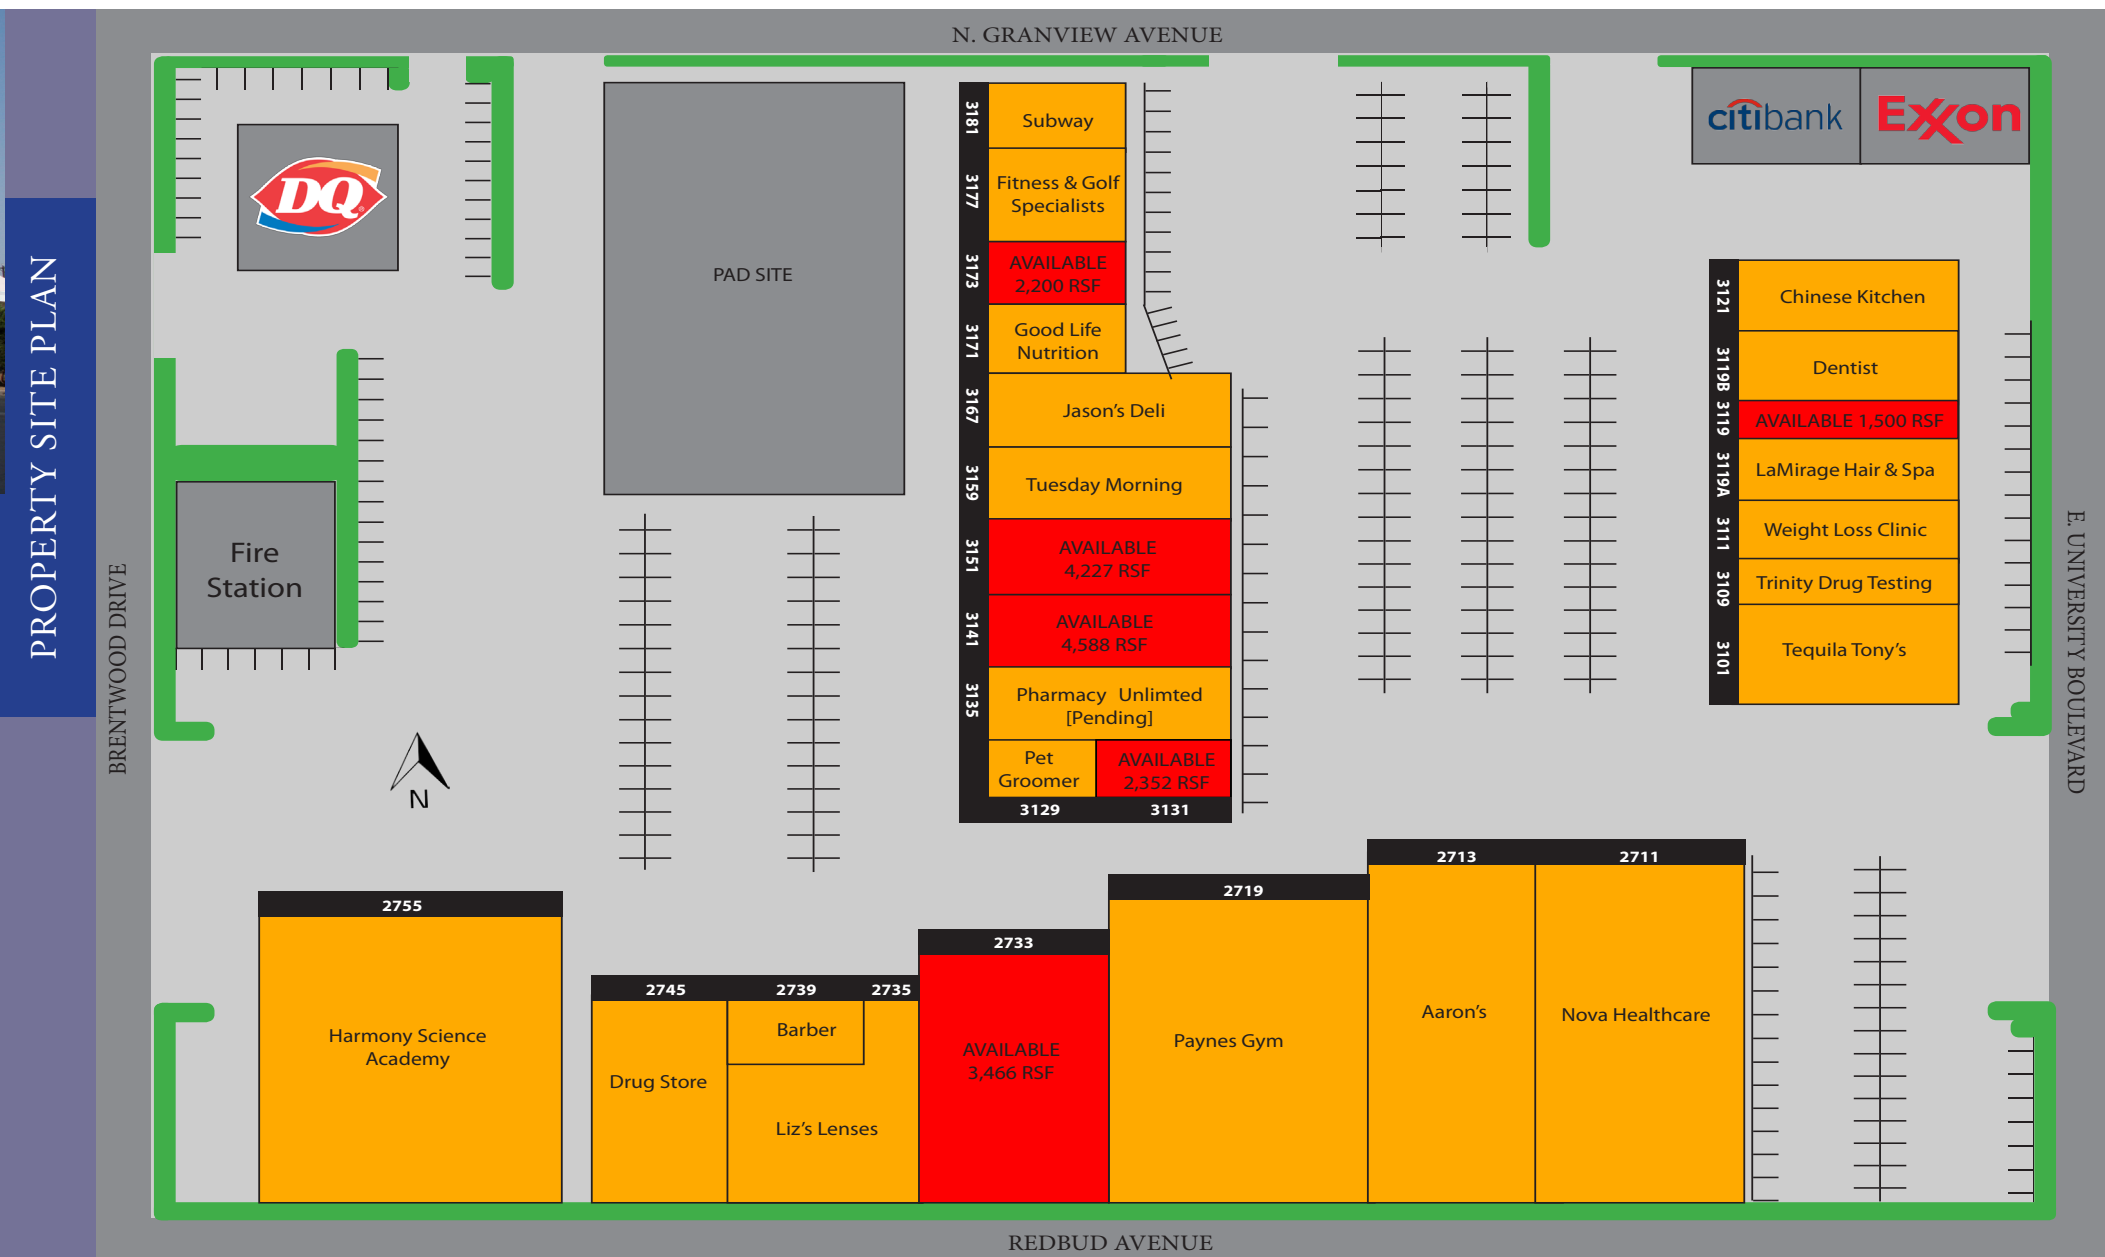 N. GRANVIEW AVENUE
PROPERTY SITE PLAN
BRENTWOOD DRIVE
DQ
®
Fire
Station
N
PAD SITE
3181
Subway
3177
Fitness & Golf
Specialists
3173
AVAILABLE
2,200 RSF
3171
Good Life
Nutrition
3167
Jason's Deli
3159
Tuesday Morning
3151
AVAILABLE
4,227 RSF
3141
AVAILABLE
4,588 RSF
3135
Pharmacy Unlimted
[Pending]
Pet
Groomer
AVAILABLE
2,352 RSF
3129
3131
citibank
Exxon
3121
Chinese Kitchen
3119B
Dentist
3119
AVAILABLE 1,500 RSF
3119A
LaMirage Hair & Spa
3111
Weight Loss Clinic
3109
Trinity Drug Testing
3101
Tequila Tony's
E. UNIVERSITY BOULEVARD
2755
Harmony Science
Academy
2745
Drug Store
2739
Barber
2735
Liz's Lenses
2733
AVAILABLE
3,466 RSF
2719
Paynes Gym
2713
Aaron's
2711
Nova Healthcare
REDBUD AVENUE